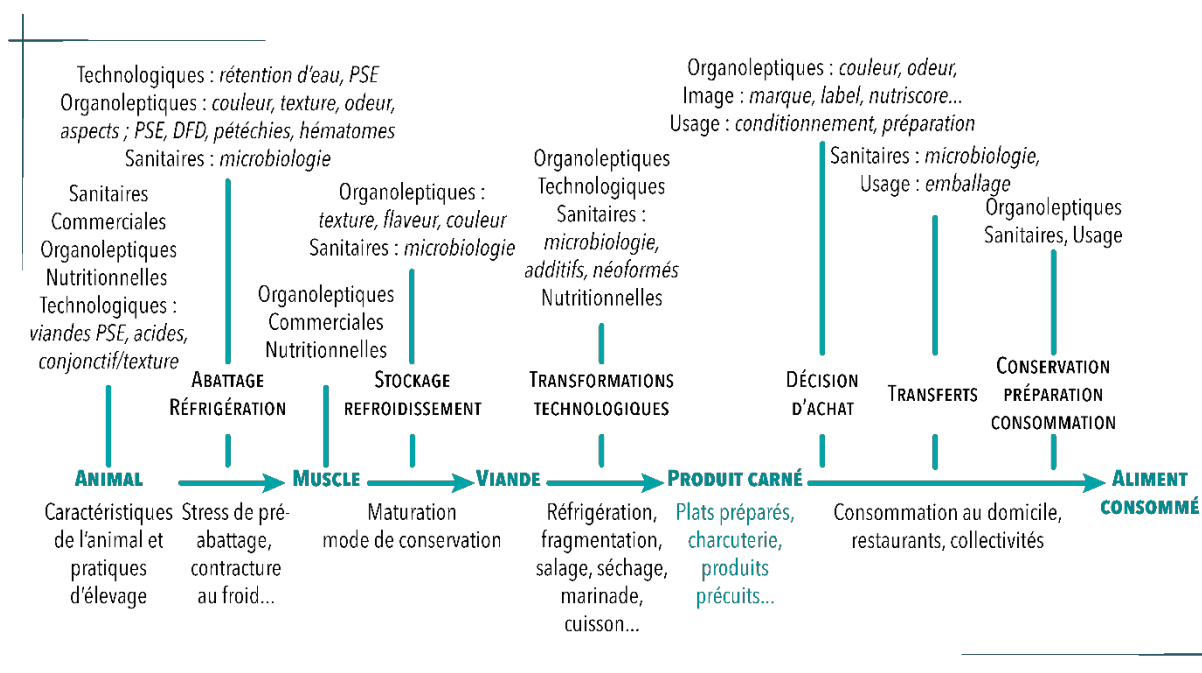 Technologiques : rétention d'eau, PSE
Organoleptiques : couleur, texture, odeur,
aspects ; PSE, DFD, pétéchies, hématomes
Sanitaires : microbiologie
Organoleptiques : couleur, odeur,
Image : marque, label, nutriscore...
Usage : conditionnement, préparation
Sanitaires
Commerciales
Organoleptiques
Nutritionnelles
Technologiques :
viandes PSE, acides,
conjonctif/texture
Organoleptiques :
texture, flaveur, couleur
Sanitaires : microbiologie
Organoleptiques
Commerciales
Nutritionnelles
Organoleptiques
Technologiques
Sanitaires :
microbiologie,
additifs, néoformés
Nutritionnelles
Sanitaires : microbiologie,
Usage : emballage
Organoleptiques
Sanitaires, Usage
ABATTAGE
RÉFRIGÉRATION
STOCKAGE
REFROIDISSEMENT
TRANSFORMATIONS
TECHNOLOGIQUES
DÉCISION
D'ACHAT
TRANSFERTS
CONSERVATION
PRÉPARATION
CONSOMMATION
ANIMAL
MUSCLE
VIANDE
PRODUIT CARNÉ
ALIMENT
CONSOMMÉ
Caractéristiques
de l'animal et
pratiques
d'élevage
Stress de pré-
abattage,
contracture
au froid...
Maturation
mode de conservation
Réfrigération,
fragmentation,
salage, séchage,
marinade,
cuisson...
Plats préparés,
charcuterie,
produits
précuits...
Consommation au domicile,
restaurants, collectivités